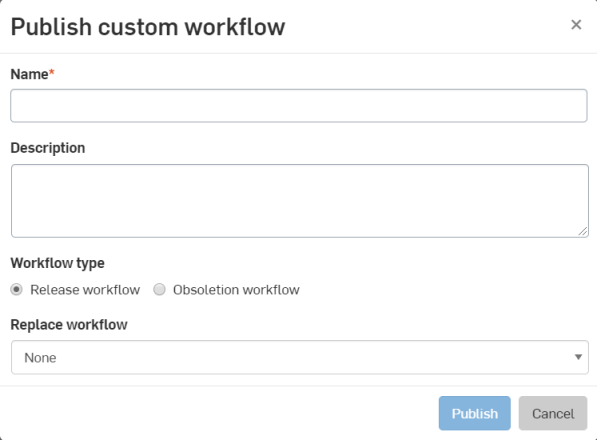 Publish custom workflow ×
Name*
Description
Workflow type
Release workflow Obsoletion workflow
Replace workflow
None
Publish Cancel